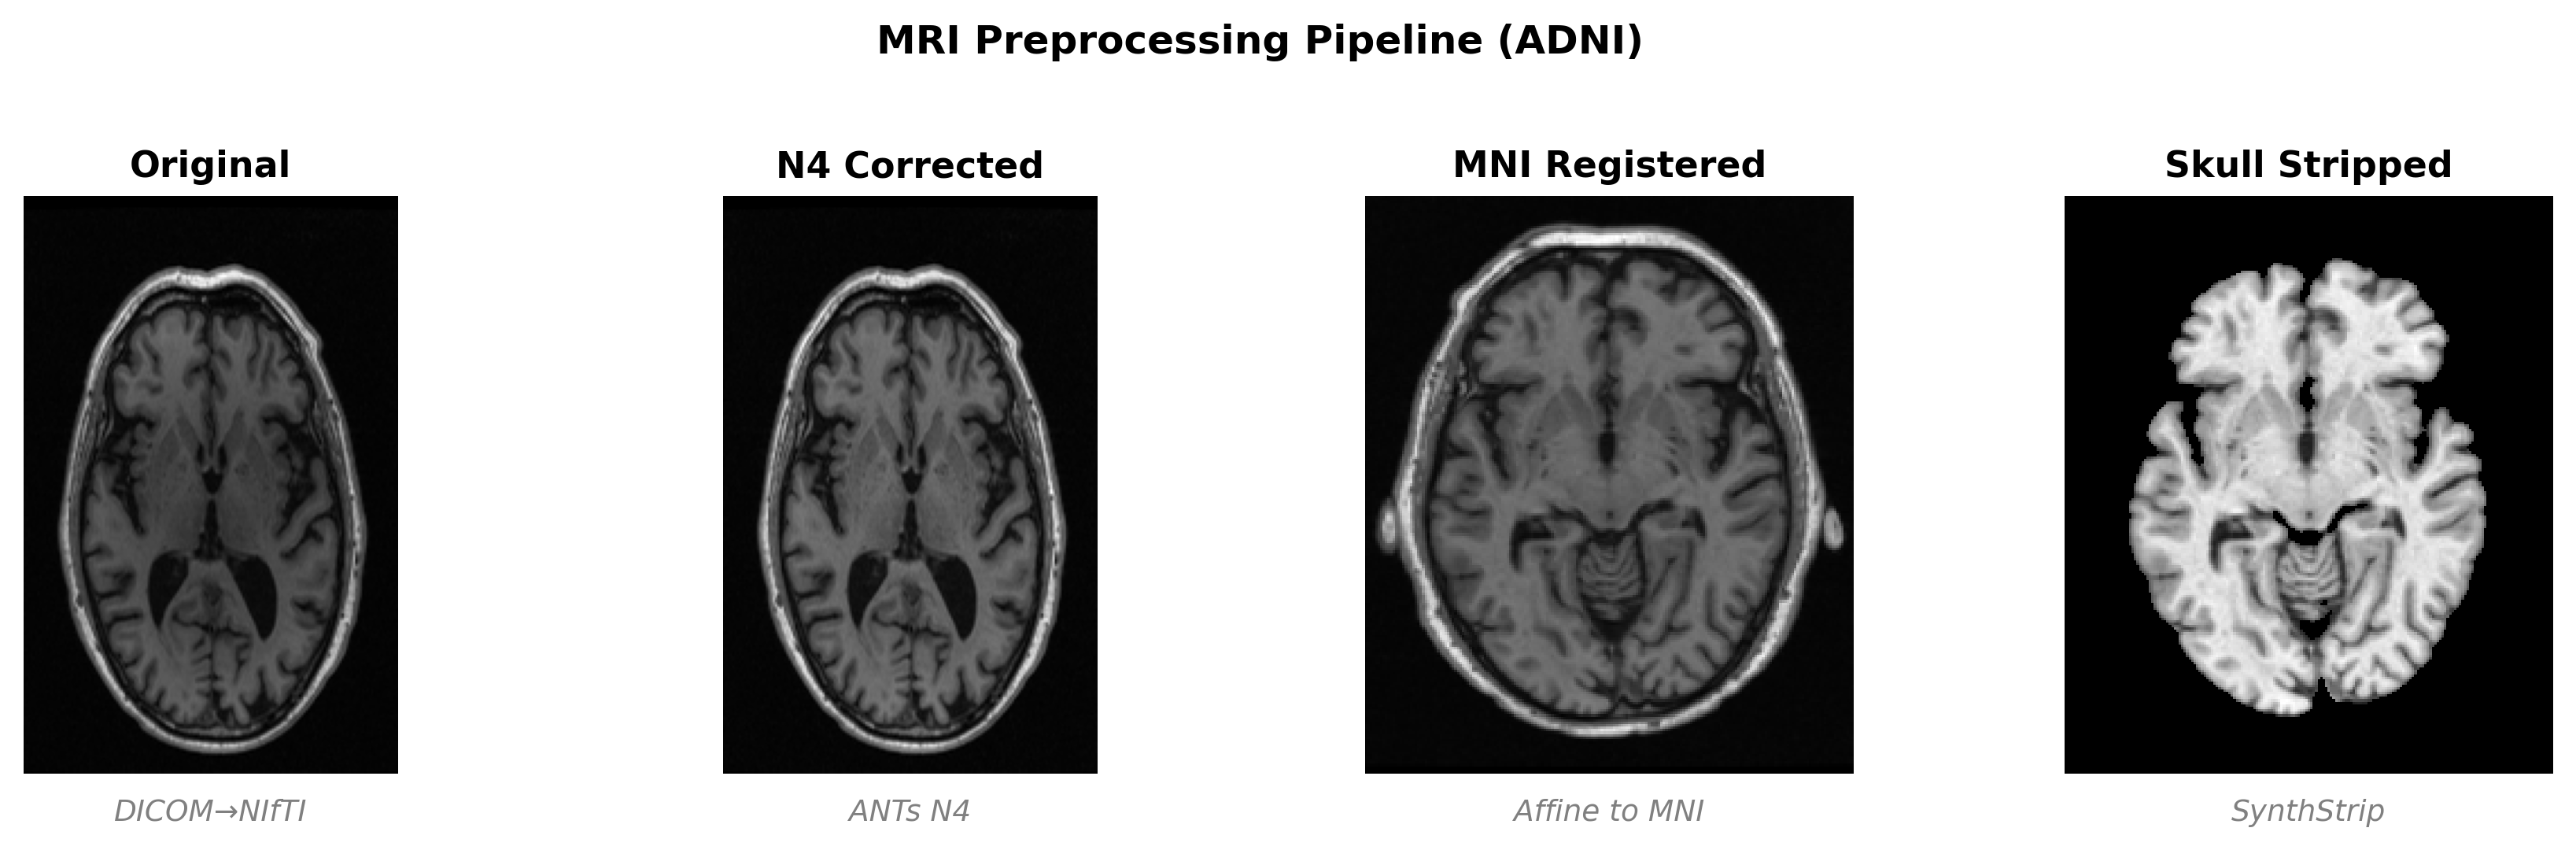 MRI Preprocessing Pipeline (ADNI)
Original
N4 Corrected
MNI Registered
Skull Stripped
DICOM→NIfTI
ANTs N4
Affine to MNI
SynthStrip